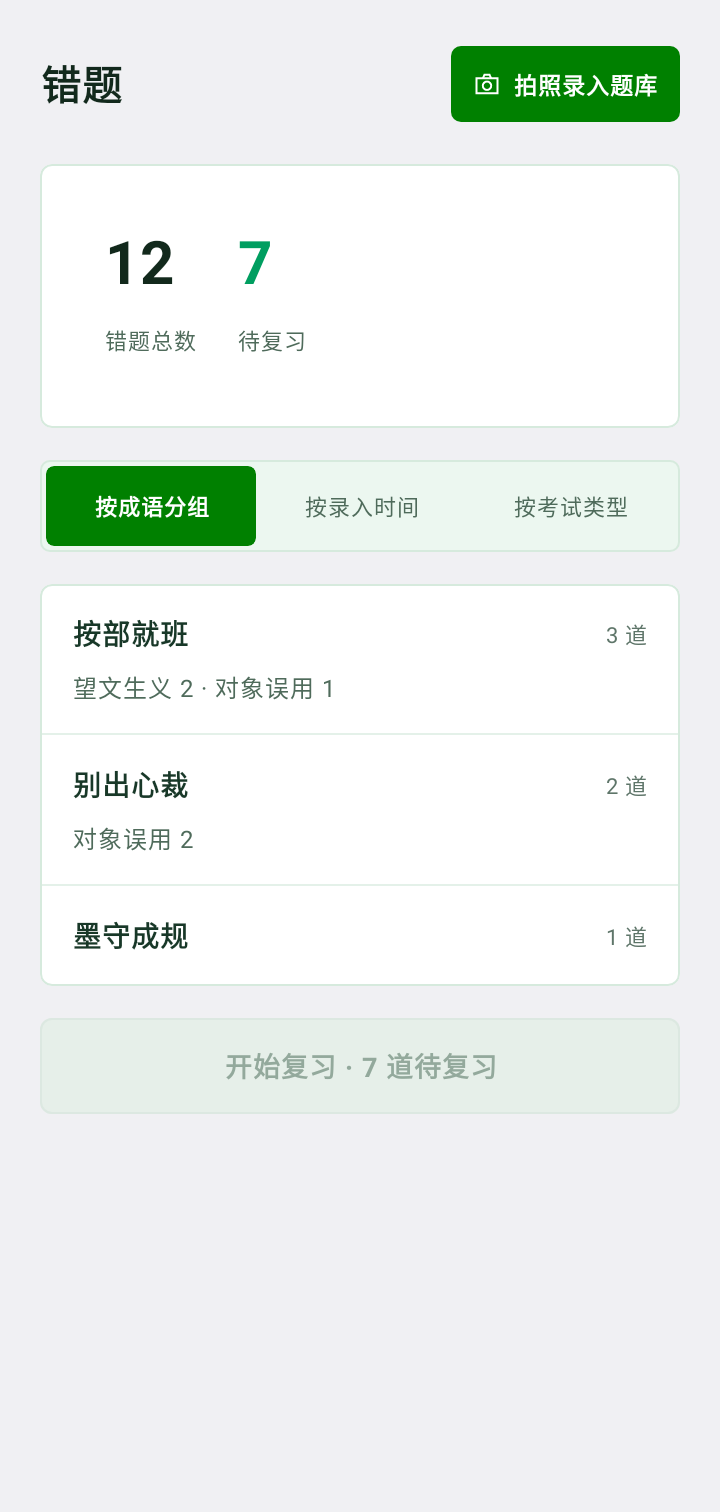 错题
拍照录入题库
12
7
错题总数
待复习
按成语分组
按录入时间
按考试类型
按部就班
3 道
望文生义 2 · 对象误用 1
别出心裁
2 道
对象误用 2
墨守成规
1 道
开始复习 · 7 道待复习